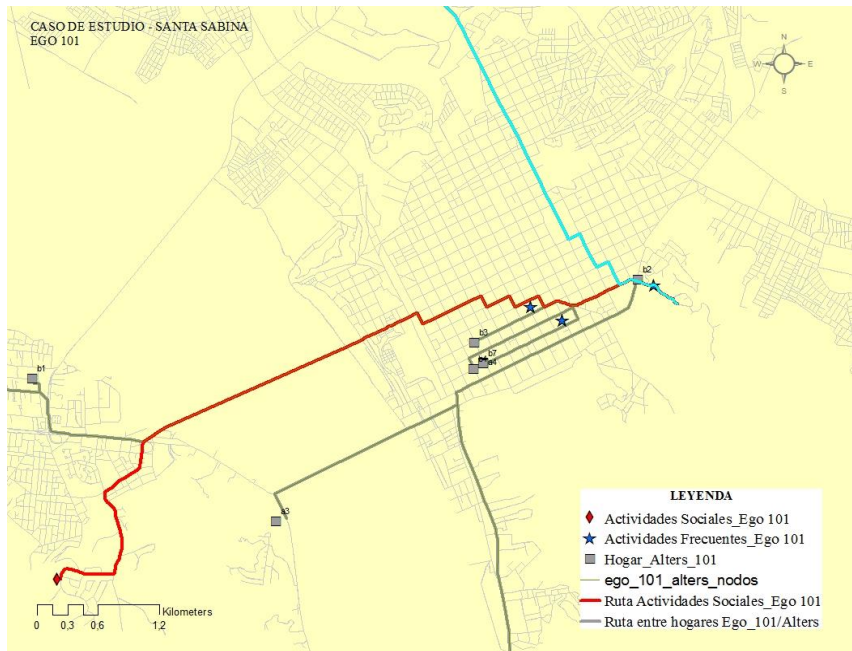 CASO DE ESTUDIO - SANTA SABINA
EGO 101
N
W E
S
b2
b3
b7
a4
b1
a3
LEYENDA
Actividades Sociales_Ego 101
Actividades Frecuentes_Ego 101
Hogar_Alters_101
ego_101_alters_nodos
Ruta Actividades Sociales_Ego 101
Ruta entre hogares Ego_101/Alters
Kilometers
0 0,3 0,6 1,2